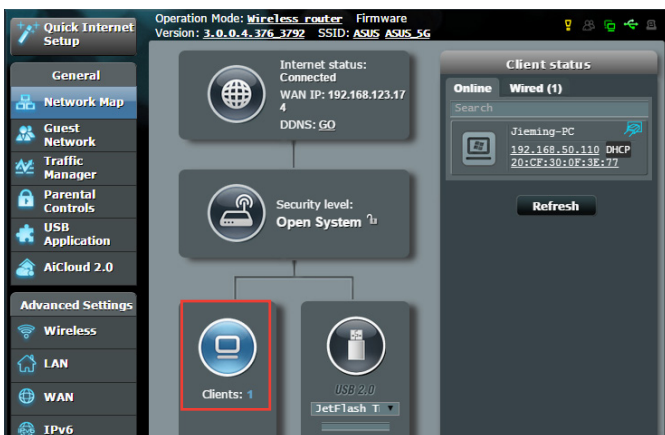 Quick Internet
Setup
General
Network Map
Guest
Network
Traffic
Manager
Parental
Controls
USB
Application
AiCloud 2.0
Advanced Settings
Wireless
LAN
WAN
IPv6
Operation Mode: Wireless router Firmware
Version: 3.0.0.4.376_3792 SSID: ASUS ASUS_5G
Internet status:
Connected
WAN IP: 192.168.123.17
4
DDNS: GO
Security level:
Open System
Clients: 1
USB 2.0
JetFlash T
Client status
Online Wired (1)
Search
Jieming-PC
192.168.50.110 DHCP
20:CF:30:0F:3E:77
Refresh